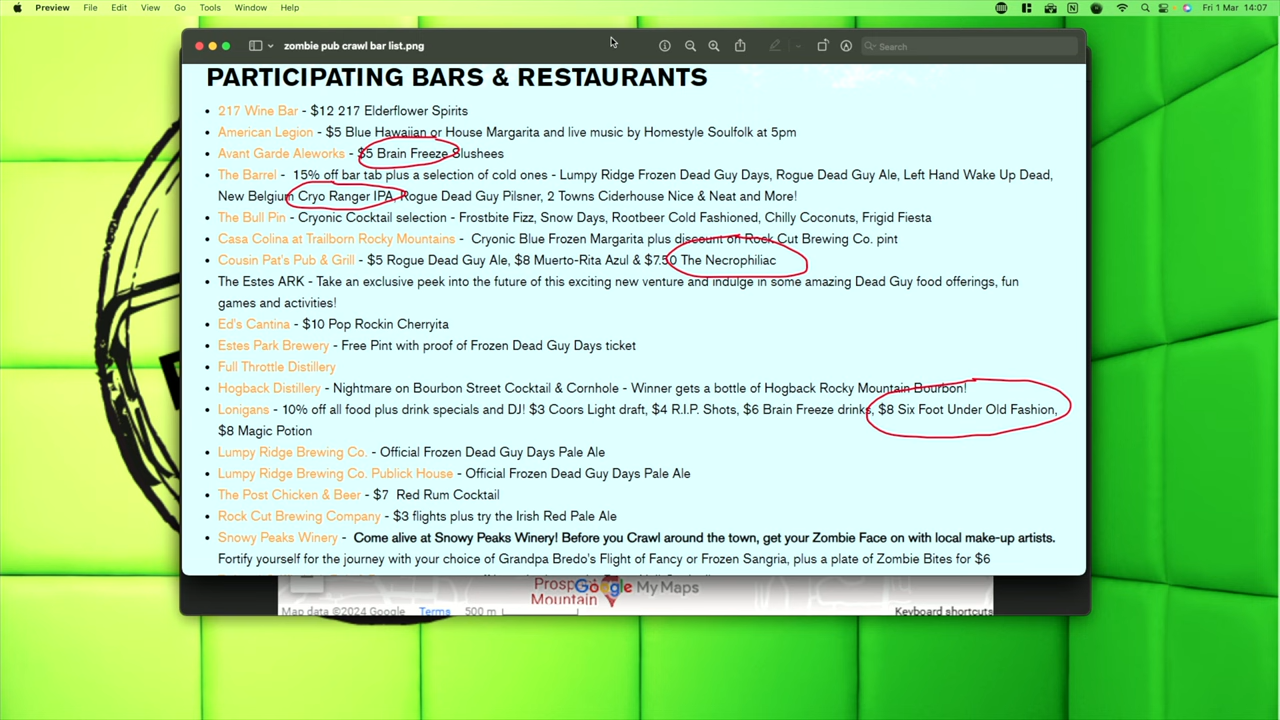 Preview File Edit View Go Tools Window Help Fri 1 Mar 14:07
zombie pub crawl bar list.png Search
PARTICIPATING BARS & RESTAURANTS
• 217 Wine Bar - $12 217 Elderflower Spirits
• American Legion - $5 Blue Hawaiian or House Margarita and live music by Homestyle Soulfolk at 5pm
• Avant Garde Aleworks - $5 Brain Freeze Slushees
• The Barrel - 15% off bar tab plus a selection of cold ones - Lumpy Ridge Frozen Dead Guy Days, Rogue Dead Guy Ale, Left Hand Wake Up Dead,
New Belgium Cryo Ranger IPA, Rogue Dead Guy Pilsner, 2 Towns Ciderhouse Nice & Neat and More!
• The Bull Pin - Cryonic Cocktail selection - Frostbite Fizz, Snow Days, Rootbeer Cold Fashioned, Chilly Coconuts, Frigid Fiesta
• Casa Colina at Trailborn Rocky Mountains - Cryonic Blue Frozen Margarita plus discount on Rock Cut Brewing Co. pint
• Cousin Pat's Pub & Grill - $5 Rogue Dead Guy Ale, $8 Muerto-Rita Azul & $7.50 The Necrophiliac
• The Estes ARK - Take an exclusive peek into the future of this exciting new venture and indulge in some amazing Dead Guy food offerings, fun
games and activities!
• Ed's Cantina - $10 Pop Rockin Cherryita
• Estes Park Brewery - Free Pint with proof of Frozen Dead Guy Days ticket
• Full Throttle Distillery
• Hogback Distillery - Nightmare on Bourbon Street Cocktail & Cornhole - Winner gets a bottle of Hogback Rocky Mountain Bourbon!
• Lonigans - 10% off all food plus drink specials and DJ! $3 Coors Light draft, $4 R.I.P. Shots, $6 Brain Freeze drinks, $8 Six Foot Under Old Fashion,
$8 Magic Potion
• Lumpy Ridge Brewing Co. - Official Frozen Dead Guy Days Pale Ale
• Lumpy Ridge Brewing Co. Publick House - Official Frozen Dead Guy Days Pale Ale
• The Post Chicken & Beer - $7 Red Rum Cocktail
• Rock Cut Brewing Company - $3 flights plus try the Irish Red Pale Ale
• Snowy Peaks Winery - Come alive at Snowy Peaks Winery! Before you Crawl around the town, get your Zombie Face on with local make-up artists.
Fortify yourself for the journey with your choice of Grandpa Bredo's Flight of Fancy or Frozen Sangria, plus a plate of Zombie Bites for $6
Google My Maps
Mountain
Map data ©2024 Google Terms 500 m Keyboard shortcuts